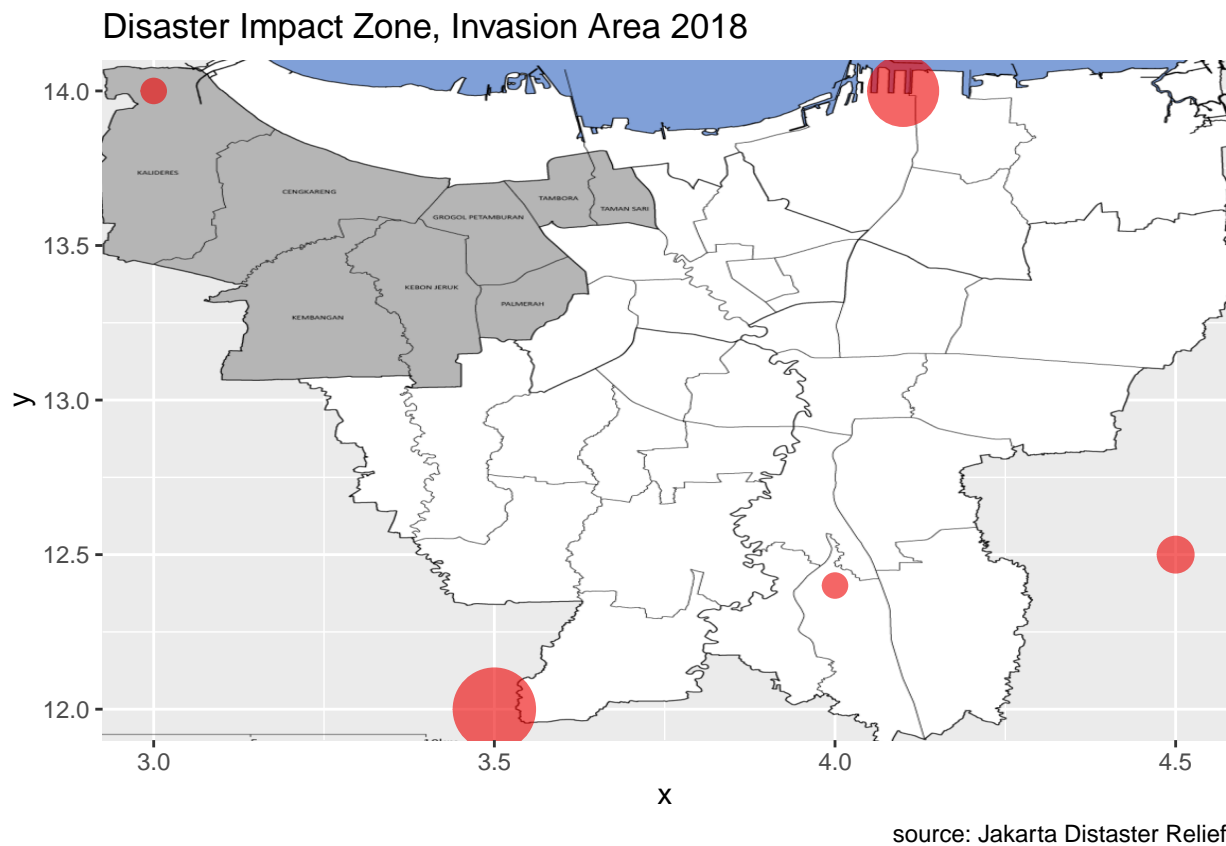 Disaster Impact Zone, Invasion Area 2018
y
14.0
13.5
13.0
12.5
12.0
KALIDERES
CENGKARENG
TAMBORA
TAMAN SARI
GROGOL PETAMBURAN
KEBON JERUK
PALMERAH
KEMBANGAN
3.0
3.5
4.0
4.5
x
source: Jakarta Distaster Relief